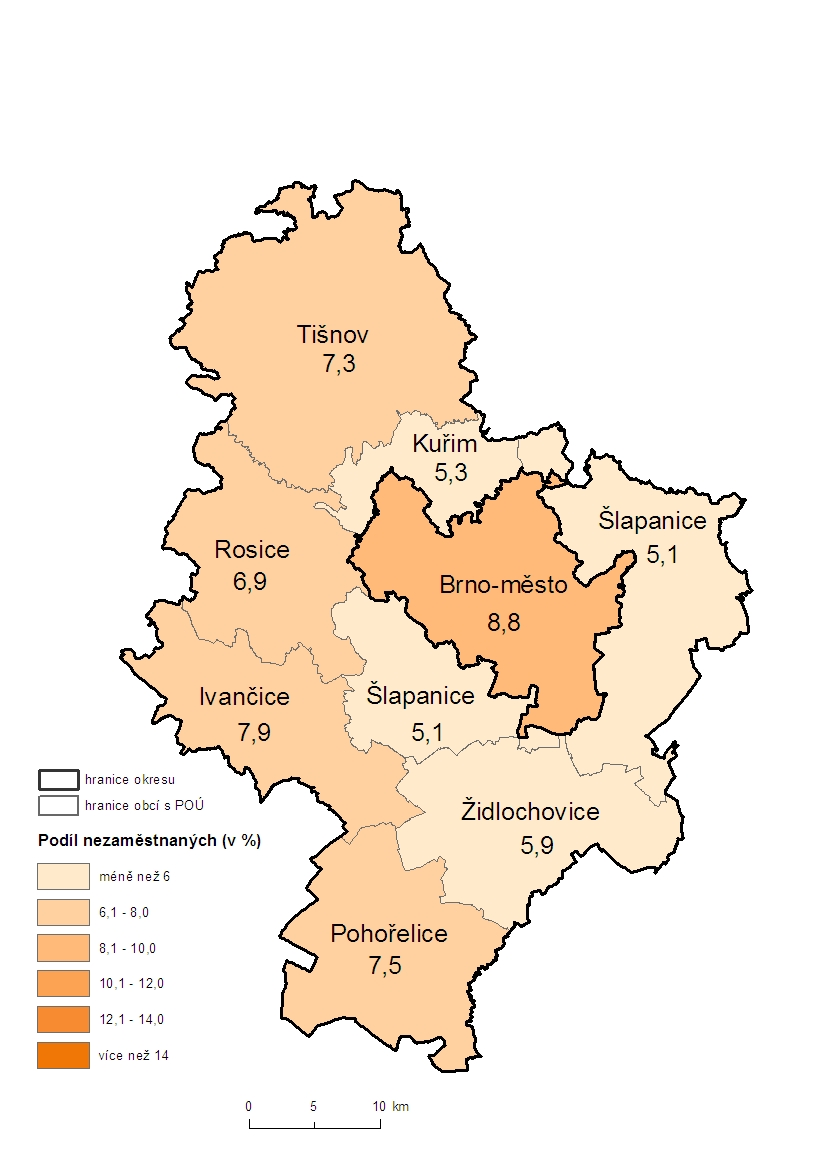 Tišnov
7,3
Kuřim
5,3
Šlapanice
5,1
Rosice
6,9
Brno-město
8,8
Ivančice
7,9
Šlapanice
5,1
Židlochovice
5,9
Pohořelice
7,5
hranice okresu
hranice obcí s POÚ
Podíl nezaměstnaných (v %)
méně než 6
6,1 - 8,0
8,1 - 10,0
10,1 - 12,0
12,1 - 14,0
více než 14
0 5 10 km